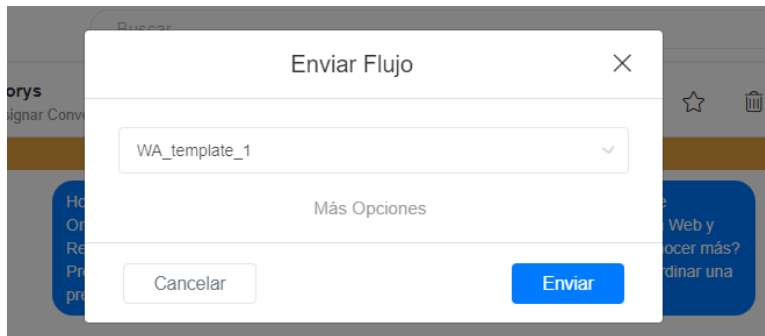 Buscar
Enviar Flujo
WA_template_1
Más Opciones
Cancelar
Enviar
orys
signar Conv
Ho
Or
Re
Pr
pre
e
Web y
ocer más?
rdinar una